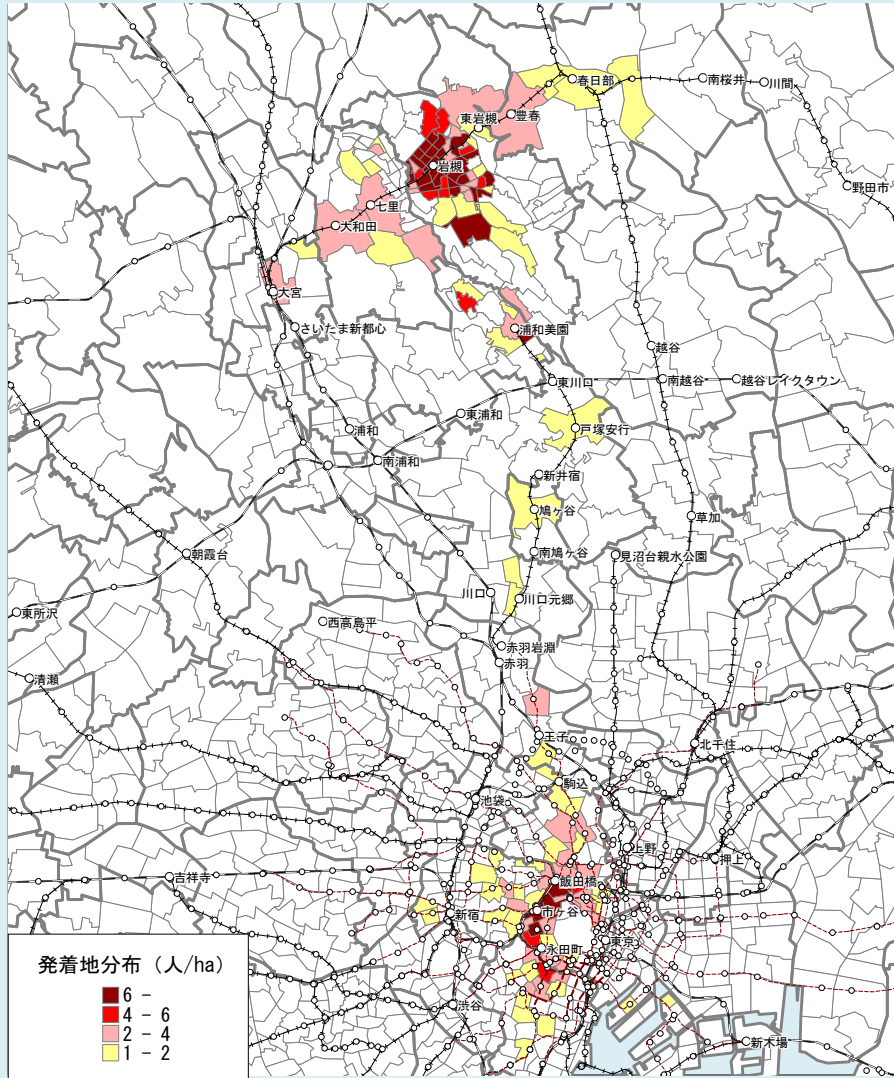 春日部
南桜井
川間
東岩槻
豊春
岩槻
野田市
七里
大和田
大宮
さいたま新都心
浦和美園
越谷
東川口
南越谷
越谷レイクタウン
東浦和
浦和
戸塚安行
南浦和
新井宿
鳩ヶ谷
草加
朝霞台
南鳩ヶ谷
見沼台親水公園
川口
川口元郷
東所沢
西高島平
赤羽岩淵
赤羽
清瀬
王子
北千住
駒込
池袋
上野
押上
吉祥寺
飯田橋
新宿
市ヶ谷
東京
永田町
渋谷
新木場
発着地分布（人/ha）
6 -
4 - 6
2 - 4
1 - 2